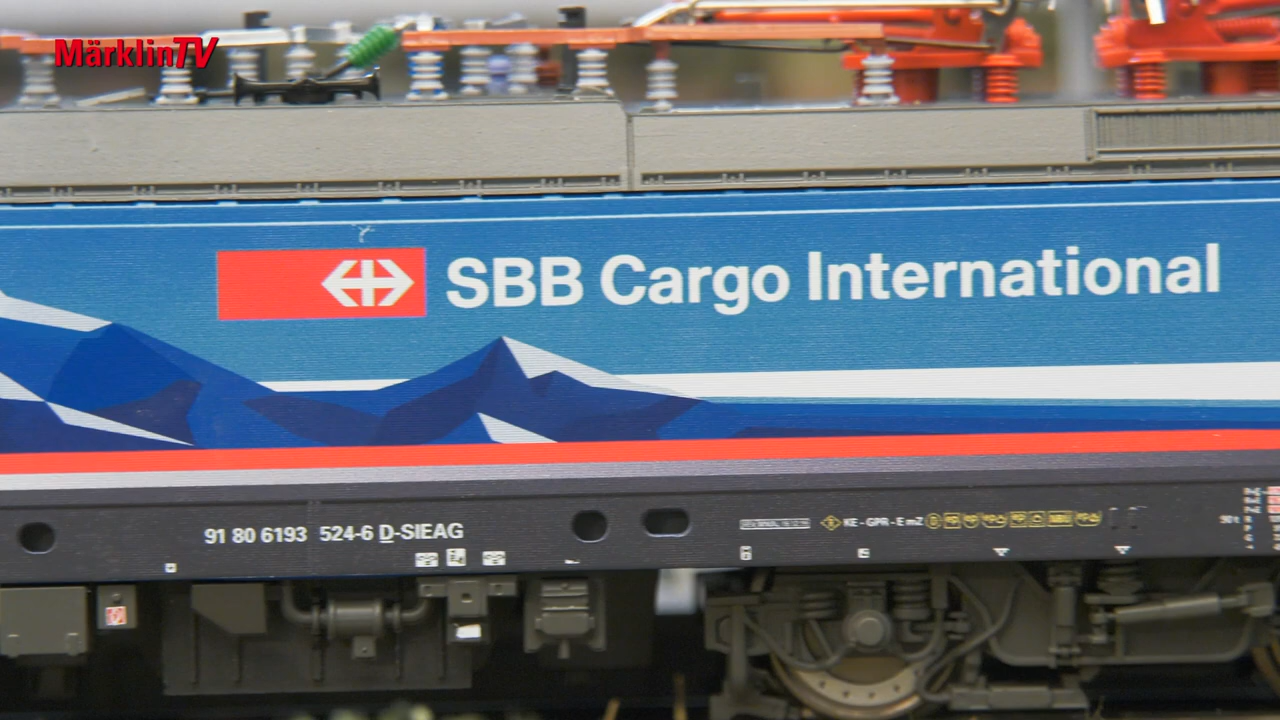 MärklinTV
SBB Cargo International
91 80 6193 524-6 D-SIEAG
KE - GPR - E mZ